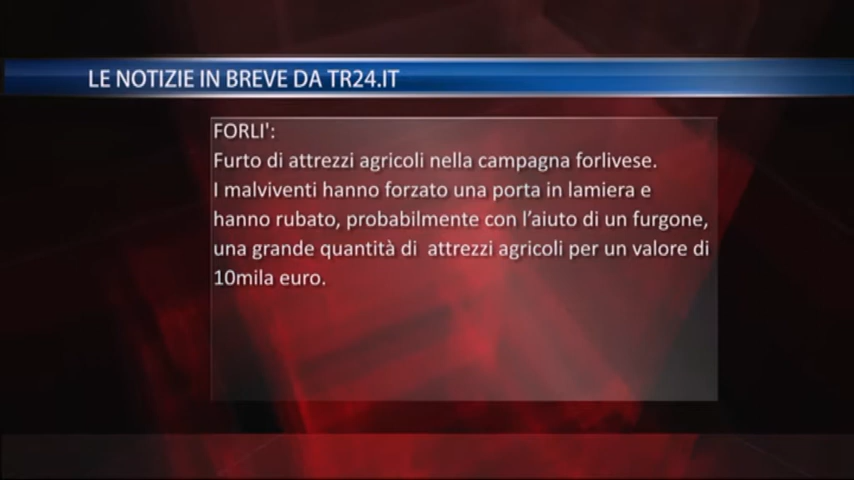 LE NOTIZIE IN BREVE DA TR24.IT
FORLI':
Furto di attrezzi agricoli nella campagna forlivese.
I malviventi hanno forzato una porta in lamiera e
hanno rubato, probabilmente con l’aiuto di un furgone,
una grande quantità di  attrezzi agricoli per un valore di
10mila euro.